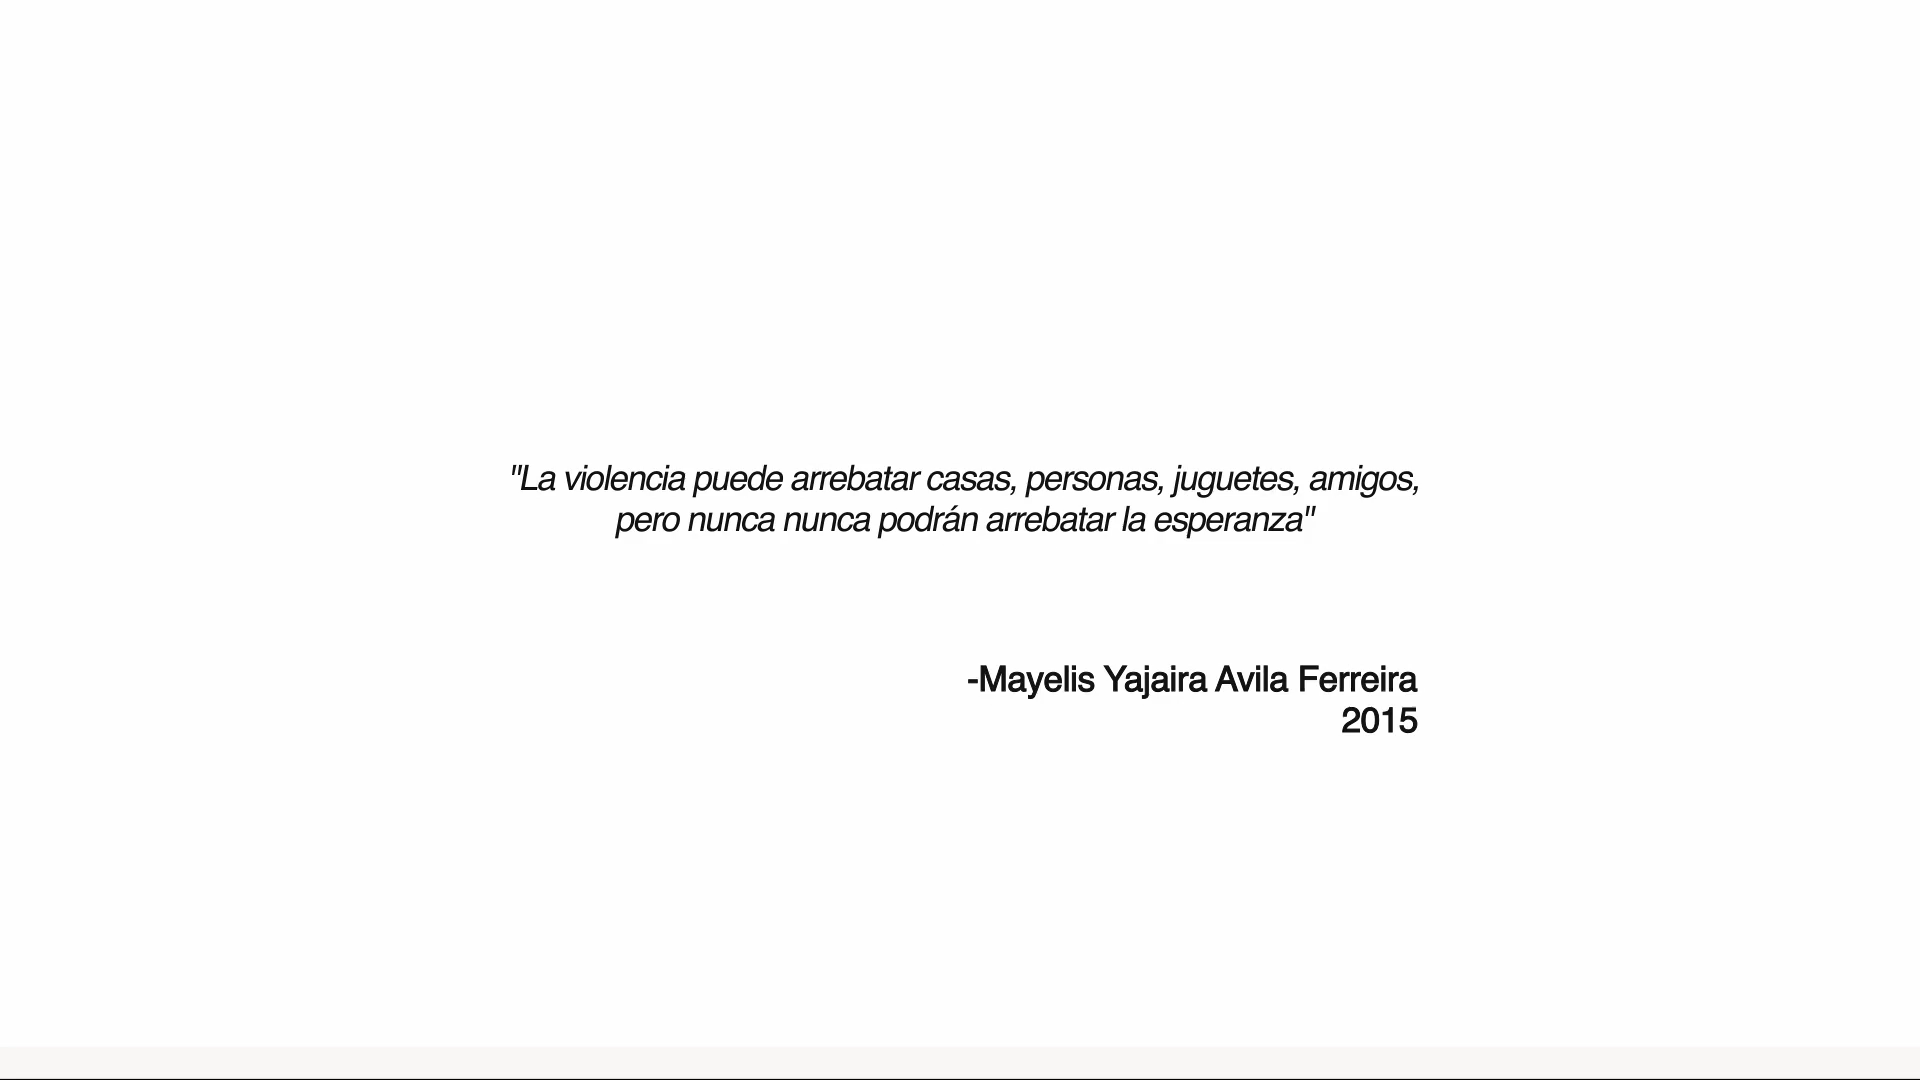 "La violencia puede arrebatar casas, personas, juguetes, amigos,
pero nunca nunca podrán arrebatar la esperanza"
-Mayelis Yajaira Avila Ferreira
2015